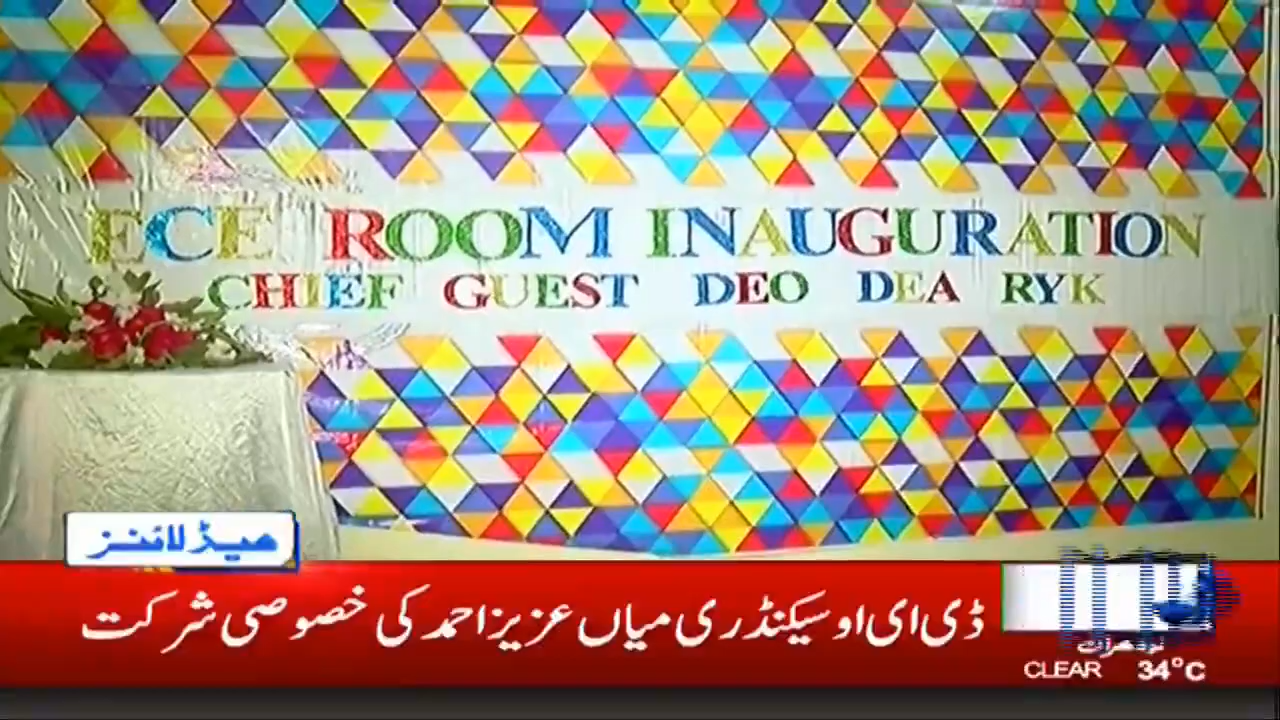 ECE ROOM INAUGURATION
CHIEF GUEST DEO DEA RYK
ہیڈ لائنز
ڈی ای او سیکنڈری میاں عزیز احمد کی خصوصی شرکت
CLEAR 34°C